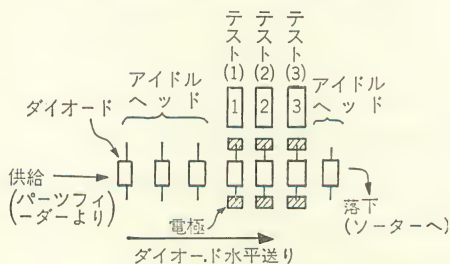 テスト(1)
テスト(2)
テスト(3)
アイドル
ヘッド
アイドル
ヘッド
ダイオード
1
2
3
供給
(パーツフィ
ーダーより)
電極
落下
(ソーターへ)
ダイオード水平送り